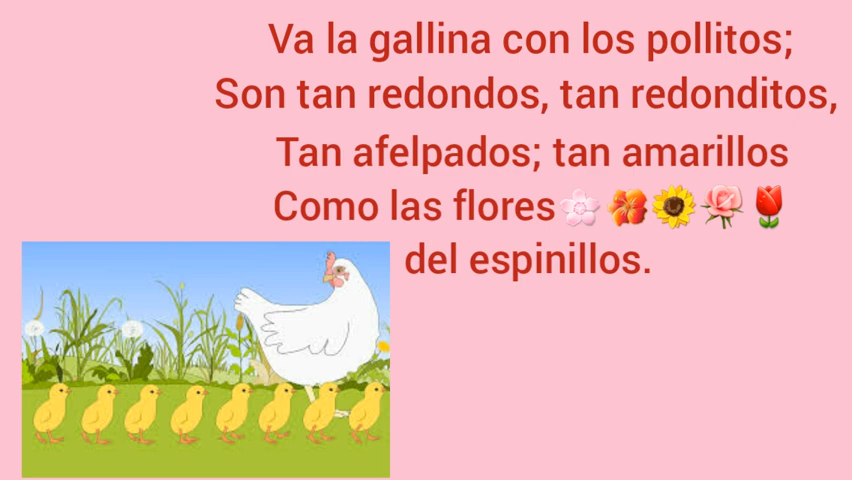 Va la gallina con los pollitos;
Son tan redondos, tan redonditos,
Tan afelpados; tan amarillos
Como las flores🌸🌺🌻🌹🌷
del espinillos.